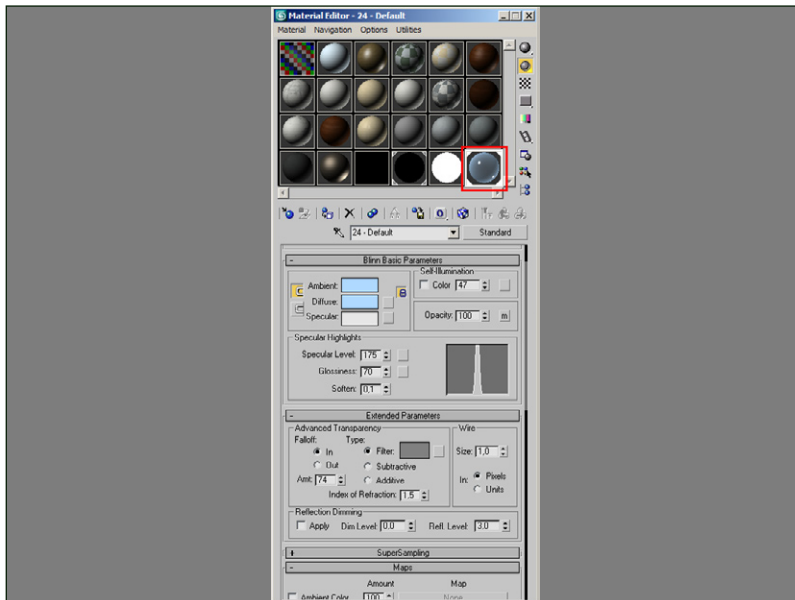 Material Editor - 24 - Default
Material Navigation Options Utilities
24 - Default Standard
Blinn Basic Parameters
Self-Illumination
Ambient: Color 47
Diffuse:
Specular: Opacity: 100 m
Specular Highlights
Specular Level: 175
Glossiness: 70
Soften: 0,1
Extended Parameters
Advanced Transparency Wire
Falloff: Type:
In Filter: Size: 1,0
Out Subtractive In: Pixels
Amt: 74 Additive Units
Index of Refraction: 1.5
Reflection Dimming
Apply Dim Level: 0.0 Refl. Level: 3.0
SuperSampling
Maps
Amount Map
Ambient Color 100 None